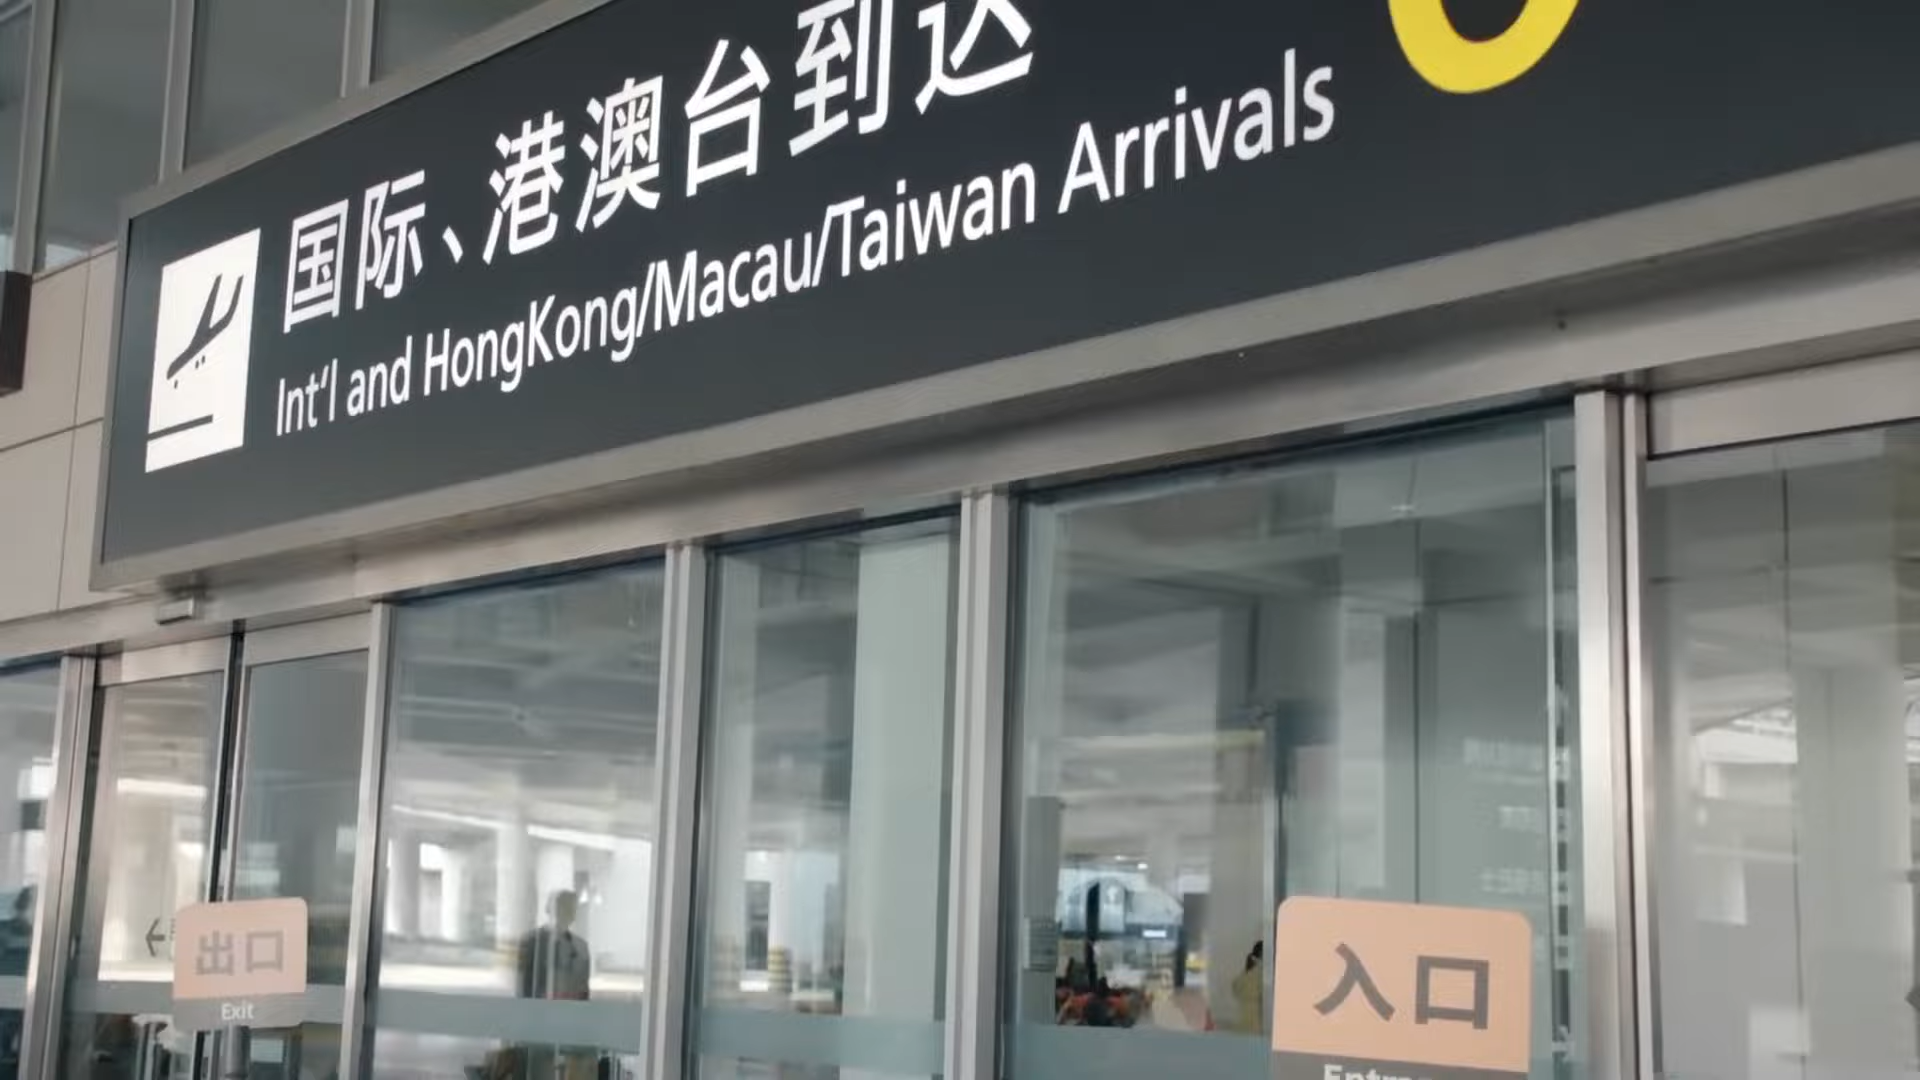 国际、港澳台到达
Int'l and HongKong/Macau/Taiwan Arrivals
出口
Exit
入口